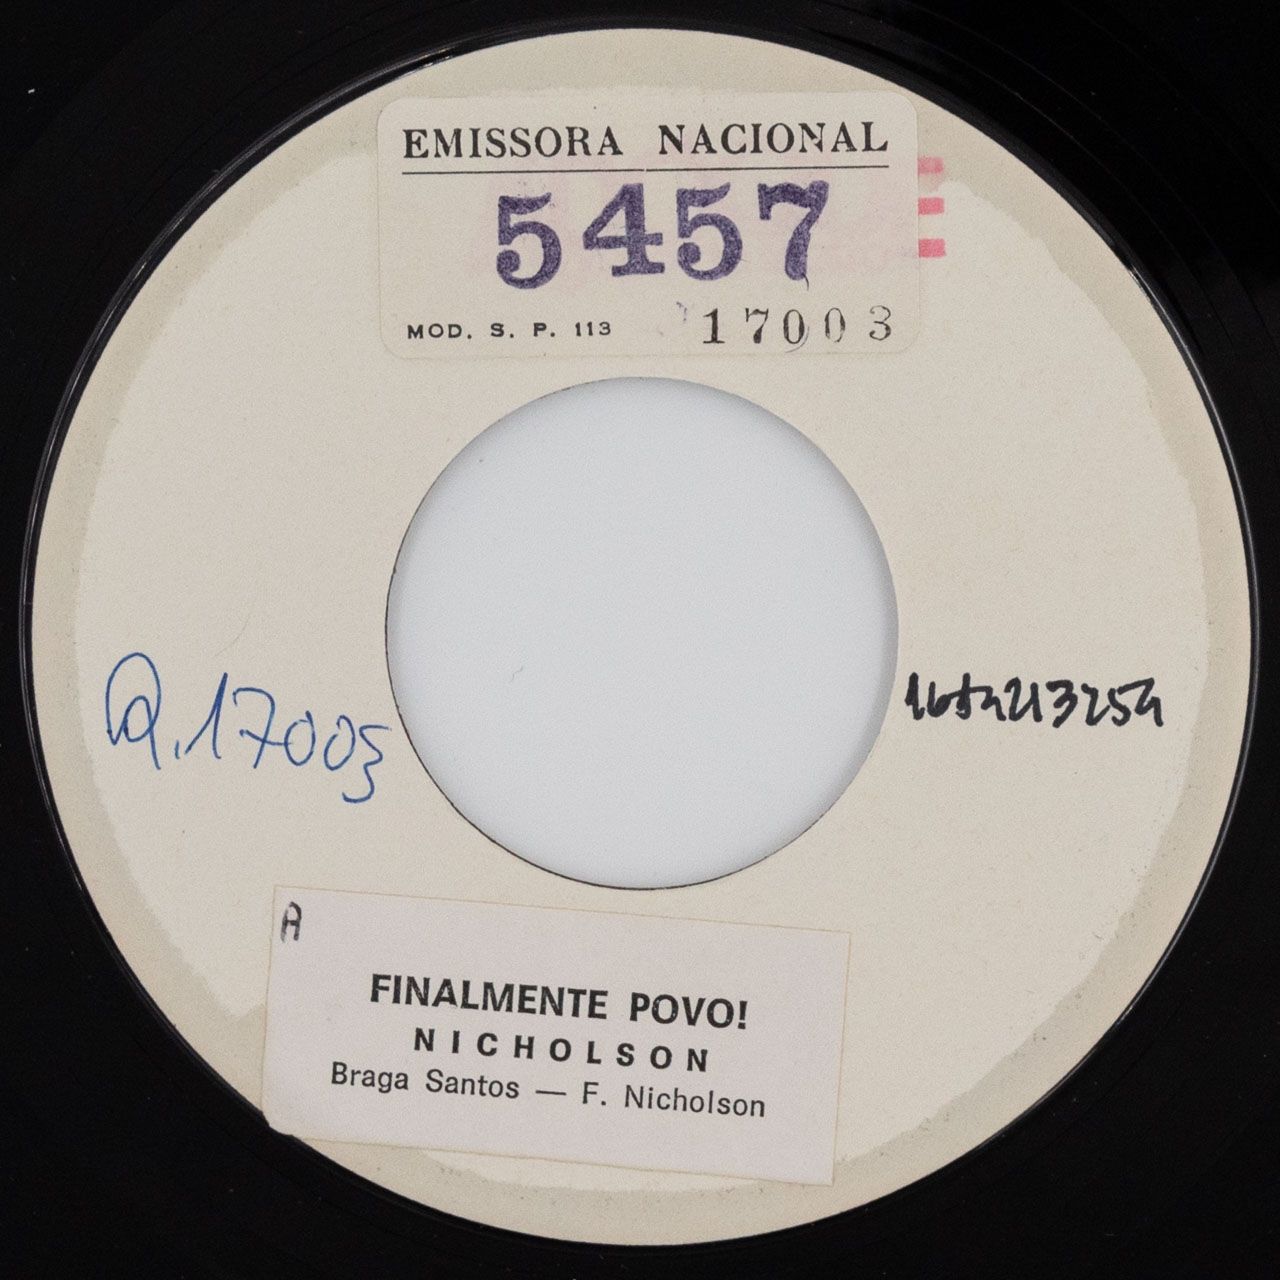 EMISSORA NACIONAL
5457
MOD. S. P. 113 17003
Q.17003
A
FINALMENTE POVO!
NICHOLSON
Braga Santos — F. Nicholson